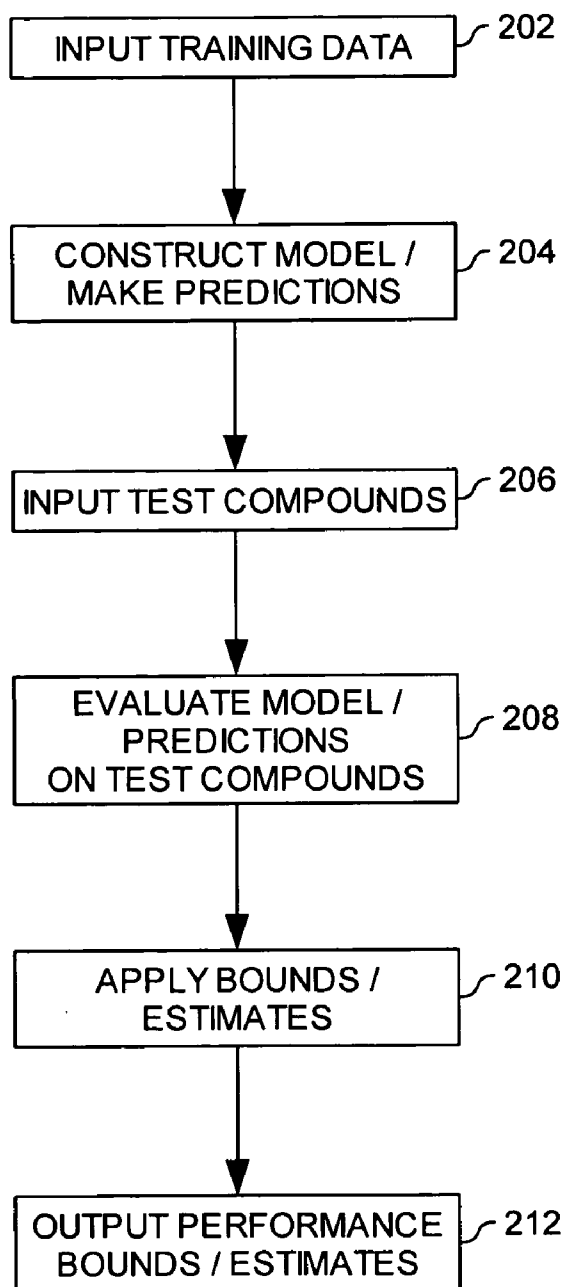 INPUT TRAINING DATA
202
CONSTRUCT MODEL /
MAKE PREDICTIONS
204
INPUT TEST COMPOUNDS
206
EVALUATE MODEL /
PREDICTIONS
ON TEST COMPOUNDS
208
APPLY BOUNDS /
ESTIMATES
210
OUTPUT PERFORMANCE
BOUNDS / ESTIMATES
212